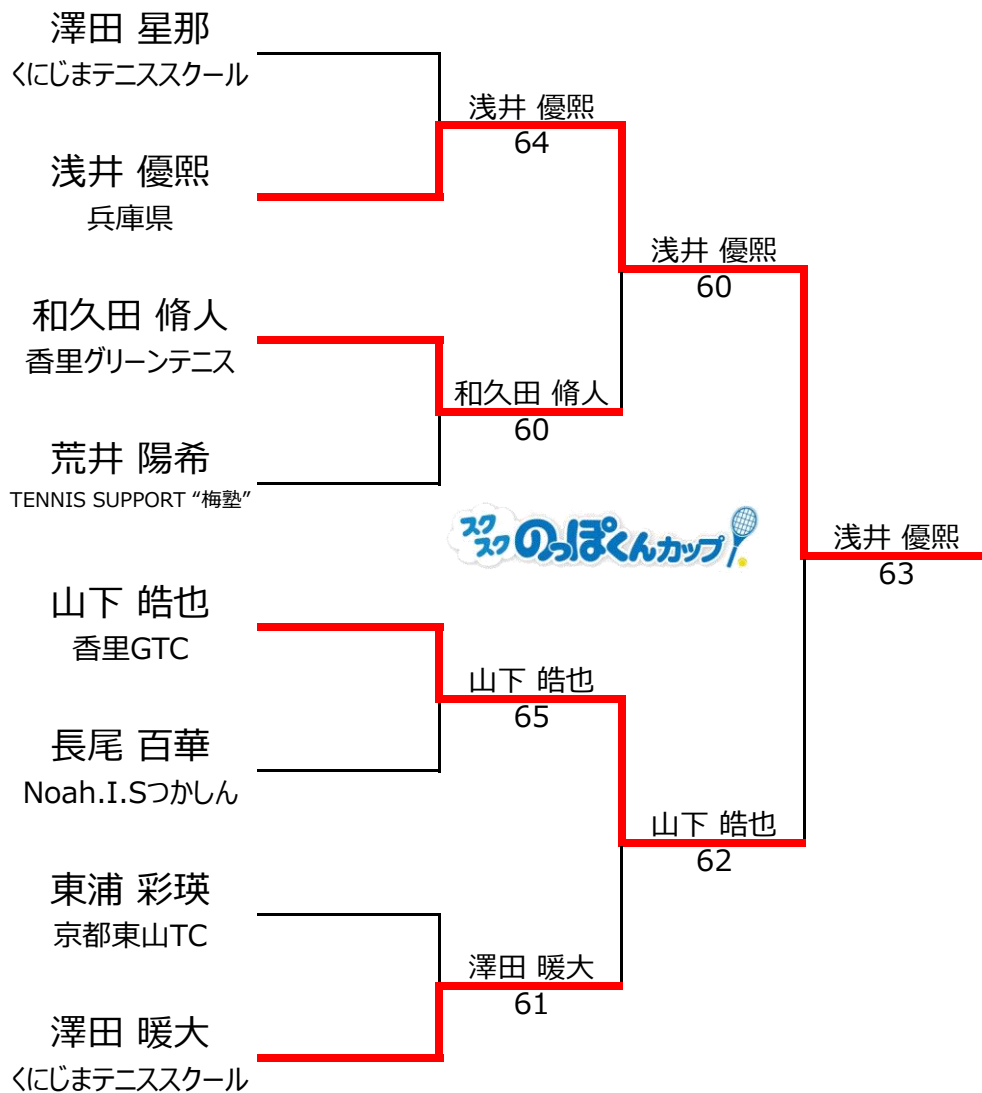 澤田 星那
くにじまテニススクール
浅井 優熙
64
浅井 優熙
兵庫県
浅井 優熙
60
和久田 脩人
香里グリーンテニス
和久田 脩人
60
荒井 陽希
TENNIS SUPPORT “梅塾”
スクスク のっぽくんカップ
浅井 優熙
63
山下 皓也
香里GTC
山下 皓也
65
長尾 百華
Noah.I.Sつかしん
山下 皓也
62
東浦 彩瑛
京都東山TC
澤田 暖大
61
澤田 暖大
くにじまテニススクール